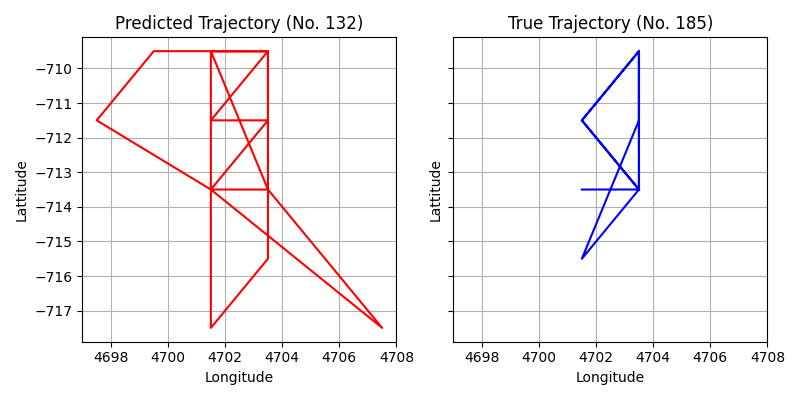 Predicted Trajectory (No. 132)
True Trajectory (No. 185)
−710
−711
−712
−713
−714
−715
−716
−717
Lattitude
Lattitude
4698 4700 4702 4704 4706 4708
4698 4700 4702 4704 4706 4708
Longitude
Longitude